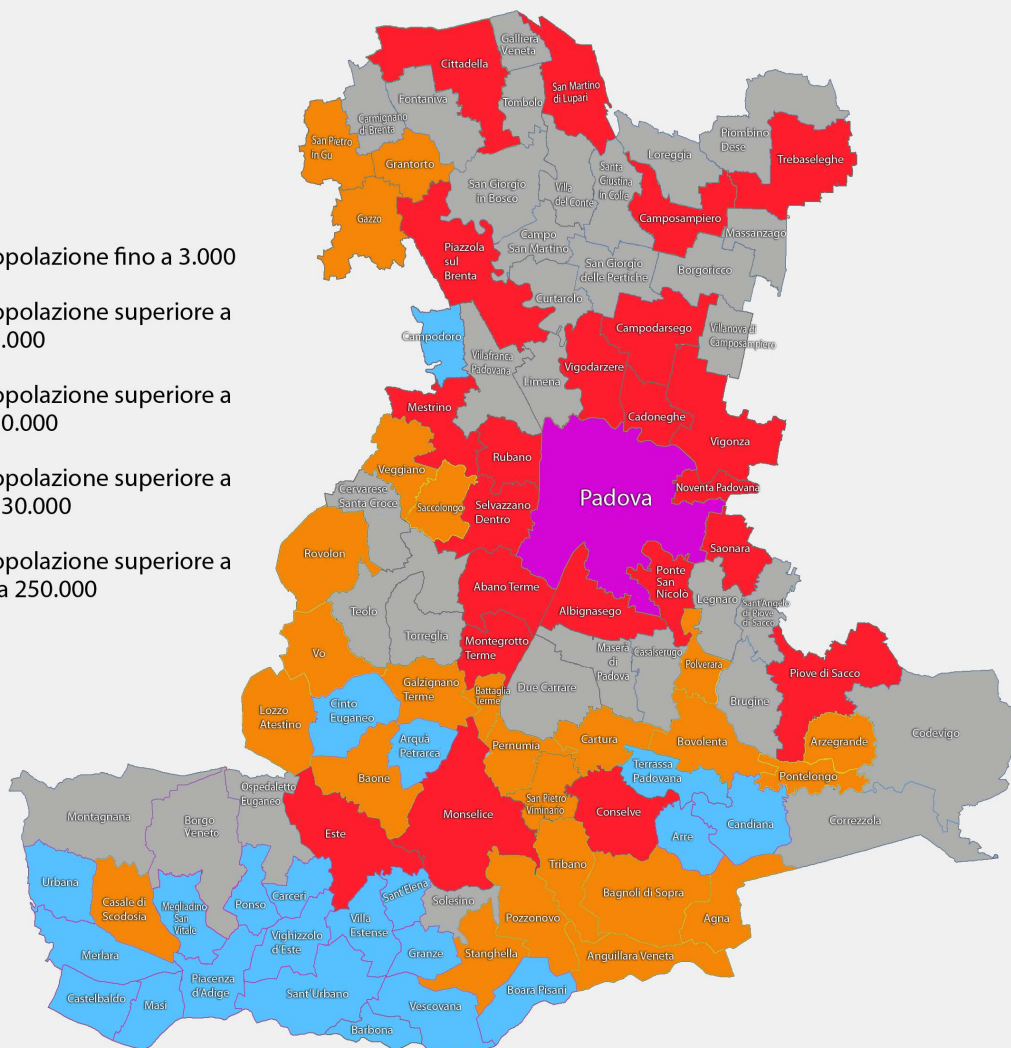 opolazione fino a 3.000
opolazione superiore a
.000
opolazione superiore a
0.000
opolazione superiore a
30.000
opolazione superiore a
a 250.000
Galliera
Veneta
Cittadella
San Martino
di Lupari
Fontaniva
Tombolo
Carmignano
di Brenta
San Pietro
in Gu
Grantorto
Piombino
Dese
Loreggia
Trebaseleghe
San Giorgio
in Bosco
Villa
del Conte
Santa
Giustina
in Colle
Gazzo
Camposampiero
Massanzago
Piazzola
sul
Brenta
Campo
San Martino
San Giorgio
delle Pertiche
Borgoricco
Curtarolo
Campodoro
Villafranca
Padovana
Campodarsego
Villanova di
Camposampiero
Limena
Vigodarzere
Mestrino
Cadoneghe
Vigonza
Rubano
Veggiano
Cervarese
Santa Croce
Saccolongo
Selvazzano
Dentro
Padova
Noventa Padovana
Rovolon
Saonara
Abano Terme
Ponte
San
Nicolò
Legnaro
Sant'Angelo
di Piove
di Sacco
Teolo
Albignasego
Torreglia
Montegrotto
Terme
Maserà
di
Padova
Casalserugo
Vo
Polverara
Piove di Sacco
Galzignano
Terme
Battaglia
Terme
Due Carrare
Brugine
Lozzo
Atestino
Cinto
Euganeo
Arquà
Petrarca
Pernumia
Cartura
Bovolenta
Arzegrande
Codevigo
Baone
Terrassa
Padovana
Pontelongo
Ospedaletto
Euganeo
San Pietro
Viminario
Montagnana
Borgo
Veneto
Este
Monselice
Conselve
Arre
Candiana
Correzzola
Tribano
Urbana
Casale di
Scodosia
Megliadino
San
Vitale
Ponso
Carceri
Sant'Elena
Solesino
Bagnoli di Sopra
Villa
Estense
Pozzonovo
Agna
Vighizzolo
d'Este
Merlara
Granze
Stanghella
Anguillara Veneta
Piacenza
d'Adige
Castelbaldo
Masi
Sant'Urbano
Vescovana
Boara Pisani
Barbona